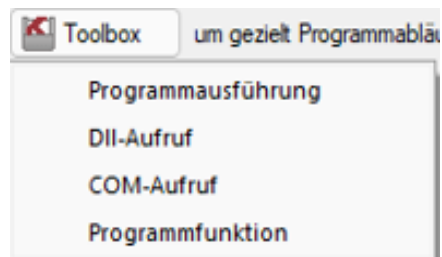 Toolbox um gezielt Programmabläu
Programmausführung
Dll-Aufruf
COM-Aufruf
Programmfunktion